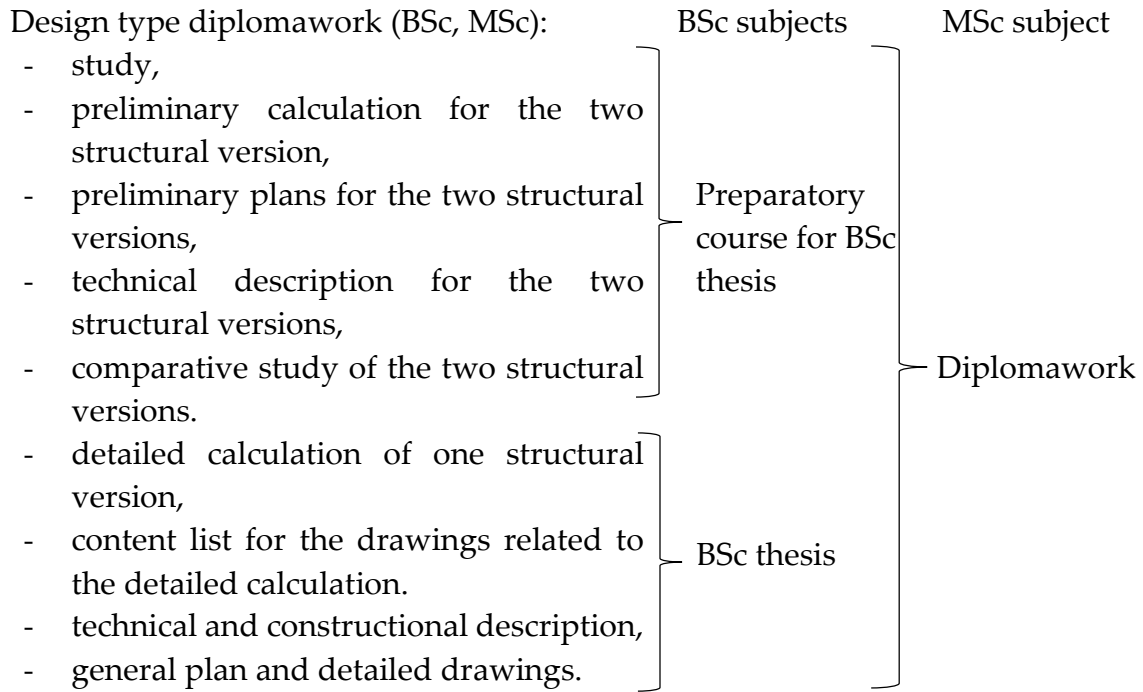 Design type diplomawork (BSc, MSc): BSc subjects MSc subject
- study,
- preliminary calculation for the two
structural version,
- preliminary plans for the two structural
versions,
- technical description for the two
structural versions,
- comparative study of the two structural
versions.
- detailed calculation of one structural
version,
- content list for the drawings related to
the detailed calculation.
- technical and constructional description,
- general plan and detailed drawings.
Preparatory
course for BSc
thesis
BSc thesis
Diplomawork